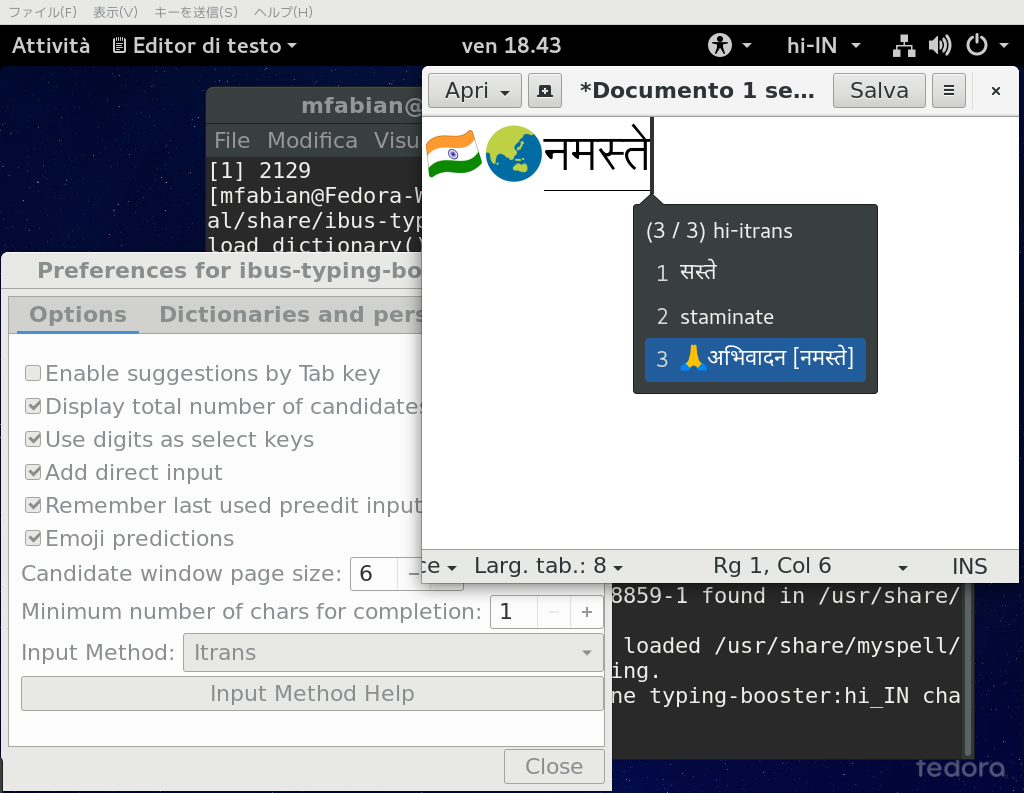 ファイル(F) 表示(V) キーを送信(S) ヘルプ(H)
Attività Editor di testo ven 18.43 hi-IN
Apri *Documento 1 se... Salva
mfabian@
File Modifica Visu
[1] 2129
[mfabian@Fedora-W
al/share/ibus-typ
load_dictionary()
🇮🇳🌏नमस्ते
(3 / 3) hi-itrans
1 सस्ते
2 staminate
3 🙏अभिवादन [नमस्ते]
Preferences for ibus-typing-bo
Options Dictionaries and pers
Enable suggestions by Tab key
Display total number of candidates
Use digits as select keys
Add direct input
Remember last used preedit input
Emoji predictions
Candidate window page size: 6
Minimum number of chars for completion: 1
Input Method: Itrans
Input Method Help
Close
ce Larg. tab.: 8 Rg 1, Col 6 INS
8859-1 found in /usr/share/
loaded /usr/share/myspell/
ing.
ne typing-booster:hi_IN cha
fedora